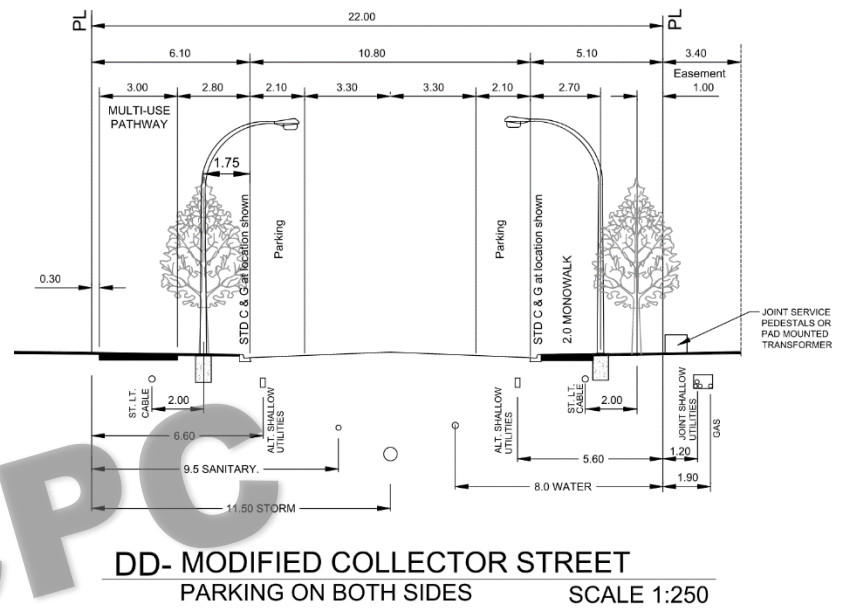 PL
22.00
PL
6.10
10.80
5.10
3.40
Easement
3.00
2.80
2.10
3.30
3.30
2.10
2.70
1.00
MULTI-USE
PATHWAY
1.75
STD C & G at location shown
Parking
Parking
STD C & G at location shown
2.0 MONOWALK
0.30
JOINT SERVICE
PEDESTALS OR
PAD MOUNTED
TRANSFORMER
ST. LT.
CABLE
2.00
ALT. SHALLOW
UTILITIES
ALT. SHALLOW
UTILITIES
ST. LT.
CABLE
2.00
JOINT SHALLOW
UTILITIES
GAS
6.60
5.60
1.20
9.5 SANITARY.
8.0 WATER
1.90
11.50 STORM
CPC
DD- MODIFIED COLLECTOR STREET
PARKING ON BOTH SIDES
SCALE 1:250